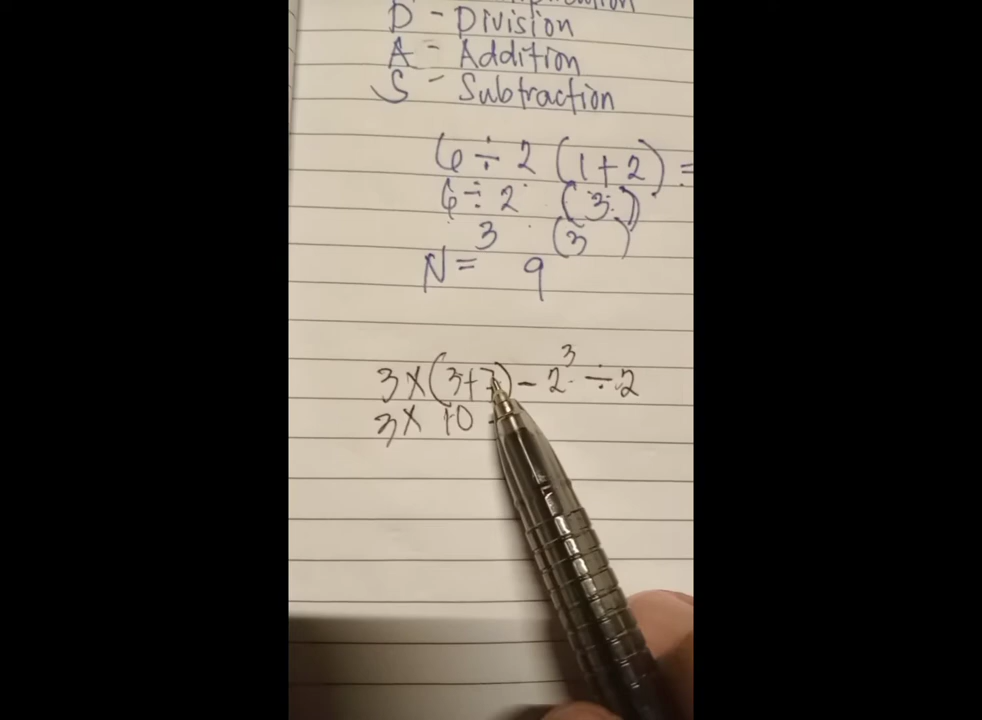 D - Division
A - Addition
S - Subtraction
6 ÷ 2 (1+2) =
6 ÷ 2 (3)
3 (3)
N = 9
3 × (3+7) - 2³ ÷ 2
3 × 10 -